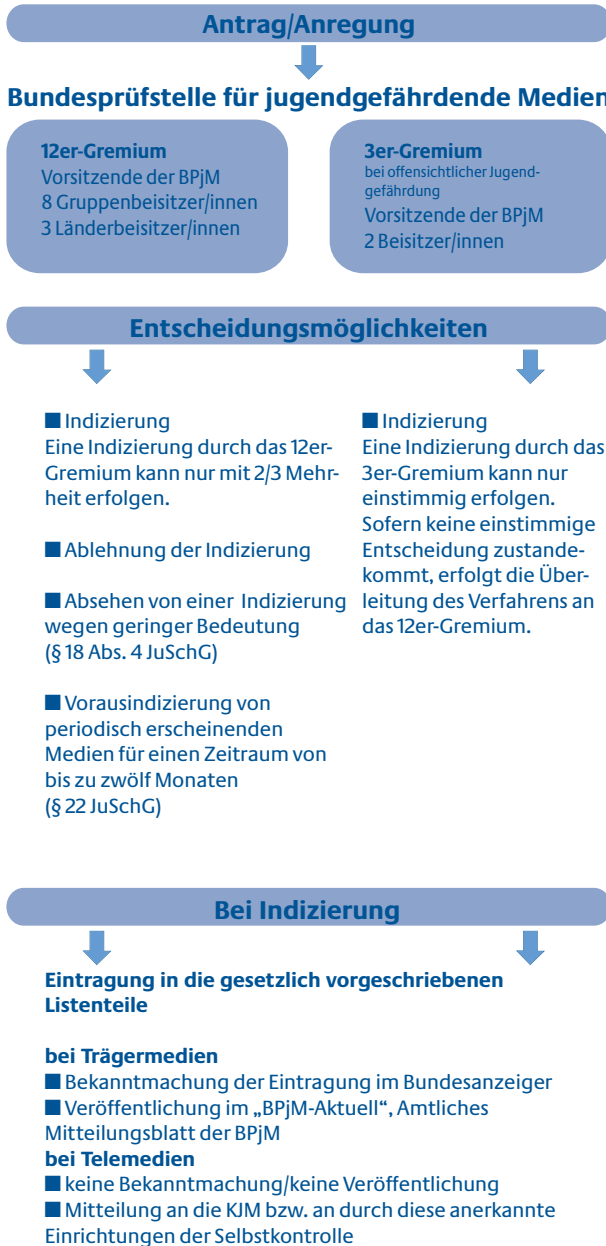 Antrag/Anregung
Bundesprüfstelle für jugendgefährdende Medien
12er-Gremium
Vorsitzende der BPjM
8 Gruppenbeisitzer/innen
3 Länderbeisitzer/innen
3er-Gremium
bei offensichtlicher Jugend-
gefährdung
Vorsitzende der BPjM
2 Beisitzer/innen
Entscheidungsmöglichkeiten
■ Indizierung
Eine Indizierung durch das 12er-
Gremium kann nur mit 2/3 Mehr-
heit erfolgen.
■ Ablehnung der Indizierung
■ Absehen von einer Indizierung
wegen geringer Bedeutung
(§ 18 Abs. 4 JuSchG)
■ Vorausindizierung von
periodisch erscheinenden
Medien für einen Zeitraum von
bis zu zwölf Monaten
(§ 22 JuSchG)
■ Indizierung
Eine Indizierung durch das
3er-Gremium kann nur
einstimmig erfolgen.
Sofern keine einstimmige
Entscheidung zustande-
kommt, erfolgt die Über-
leitung des Verfahrens an
das 12er-Gremium.
Bei Indizierung
Eintragung in die gesetzlich vorgeschriebenen
Listenteile
bei Trägermedien
■ Bekanntmachung der Eintragung im Bundesanzeiger
■ Veröffentlichung im „BPjM-Aktuell“, Amtliches
Mitteilungsblatt der BPjM
bei Telemedien
■ keine Bekanntmachung/keine Veröffentlichung
■ Mitteilung an die KJM bzw. an durch diese anerkannte
Einrichtungen der Selbstkontrolle